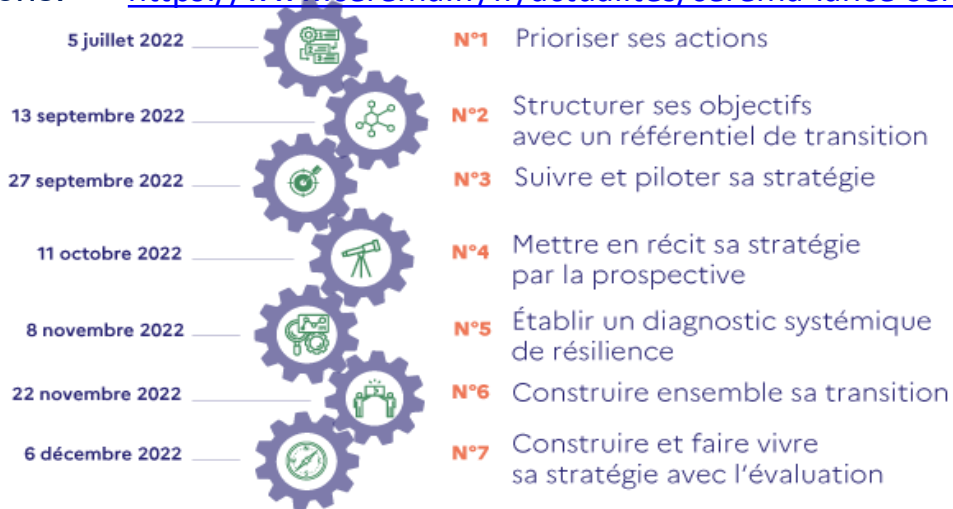 5 juillet 2022
N°1 Prioriser ses actions
13 septembre 2022
N°2 Structurer ses objectifs
avec un référentiel de transition
27 septembre 2022
N°3 Suivre et piloter sa stratégie
11 octobre 2022
N°4 Mettre en récit sa stratégie
par la prospective
8 novembre 2022
N°5 Établir un diagnostic systémique
de résilience
22 novembre 2022
N°6 Construire ensemble sa transition
6 décembre 2022
N°7 Construire et faire vivre
sa stratégie avec l'évaluation